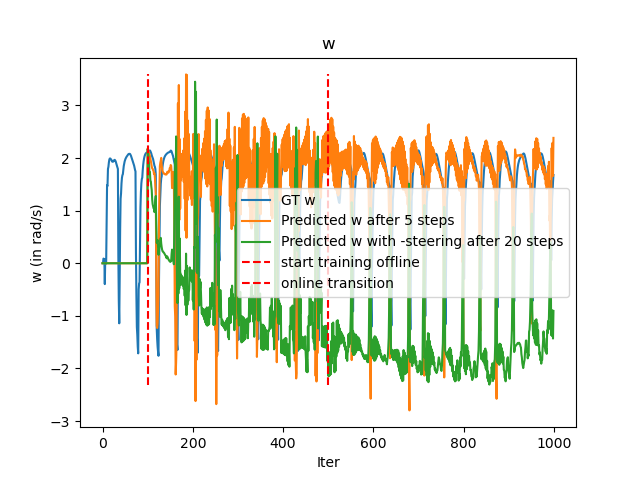 w
3
2
1
0
−1
−2
−3
w (in rad/s)
GT w
Predicted w after 5 steps
Predicted w with -steering after 20 steps
start training offline
online transition
0 200 400 600 800 1000
Iter